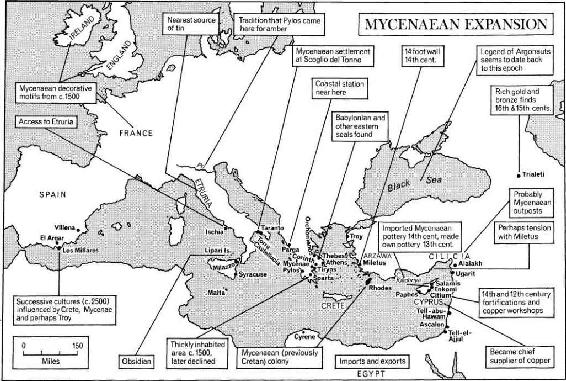 MYCENAEAN EXPANSION
Nearest source
of tin
Tradition that Pylos came
here for amber
Mycenaean settlement
at Scoglio del Tonno
14 foot wall
14th cent.
Legend of Argonauts
seems to date back
to this epoch
IRELAND
ENGLAND
Mycenaean decorative
motifs from c.1500
Coastal station
near here
Rich gold and
bronze finds
16th & 15th cents.
Access to Etruria
Babylonian and
other eastern
seals found
FRANCE
Trialeti
Black Sea
ETRURIA
SPAIN
Probably
Mycenaean
outposts
Villena
El Argar
Los Millares
Ischia
Taranto
Lipari Is.
Parga
Troy
Imported Mycenaean
pottery 14th cent, made
own pottery 13th cent.
Perhaps tension
with Miletus
Orchomenus
Thebes
Corinth
Athens
Mycenae
Tiryns
Pylos
Sparta
ARZAWA
Miletus
CILICIA
Alalakh
Ugarit
Milazzo
Syracuse
Malta
Rhodes
Salamis
Enkomi
Citium
Paphos
CYPRUS
CRETE
14th and 12th century
fortifications and
copper workshops
Successive cultures (c.2500)
influenced by Crete, Mycenae
and perhaps Troy
Tell-abu-
Hawam
Ascalon
Tell-el-
Ajjul
Cyrene
0 150
Miles
Obsidian
Thickly inhabited
area c.1500,
later declined
Mycenaean (previously
Cretan) colony
Imports and exports
EGYPT
Became chief
supplier of copper